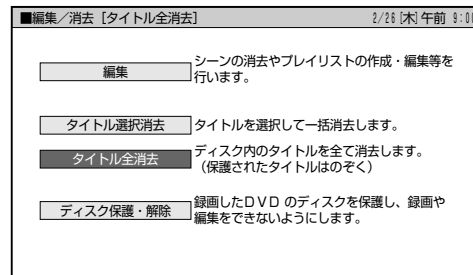 ■編集／消去［タイトル全消去］ 2/26[木]午前 9:00
編集 シーンの消去やプレイリストの作成・編集等を
行います。
タイトル選択消去 タイトルを選択して一括消去します。
タイトル全消去 ディスク内のタイトルを全て消去します。
（保護されたタイトルはのぞく）
ディスク保護・解除 録画したＤＶＤ のディスクを保護し、録画や
編集をできないようにします。